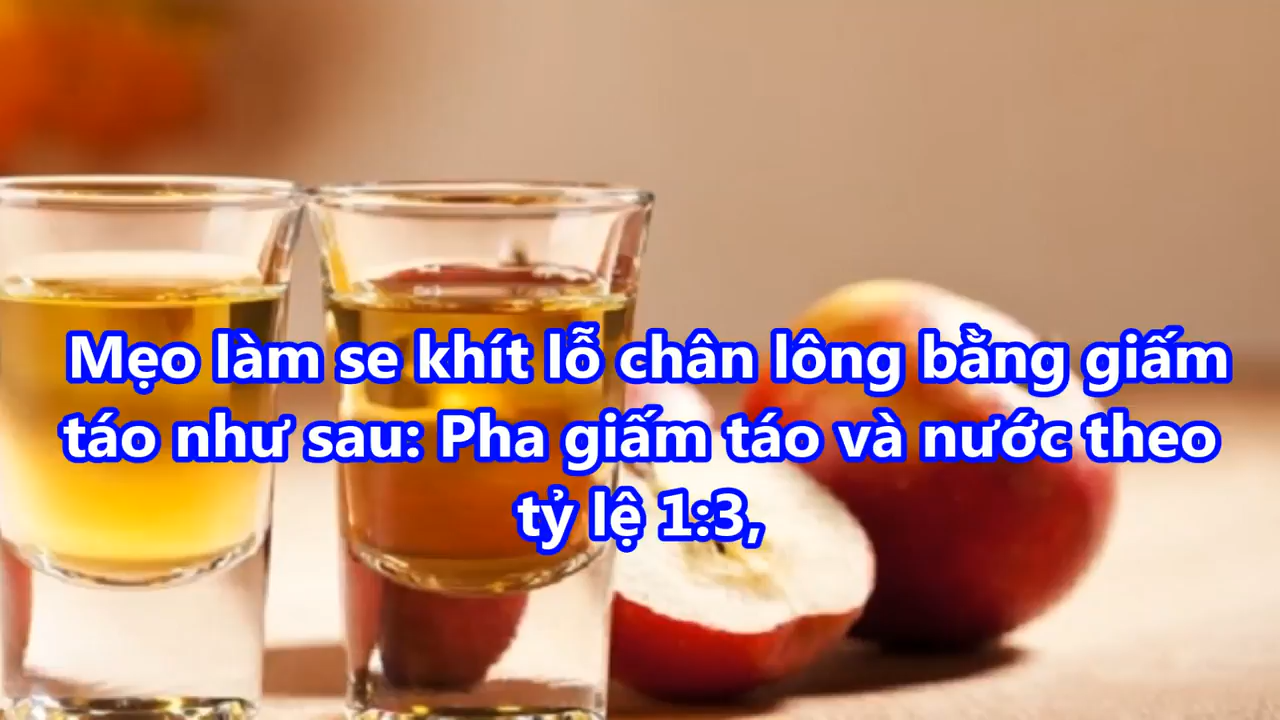 Mẹo làm se khít lỗ chân lông bằng giấm
táo như sau: Pha giấm táo và nước theo
tỷ lệ 1:3,